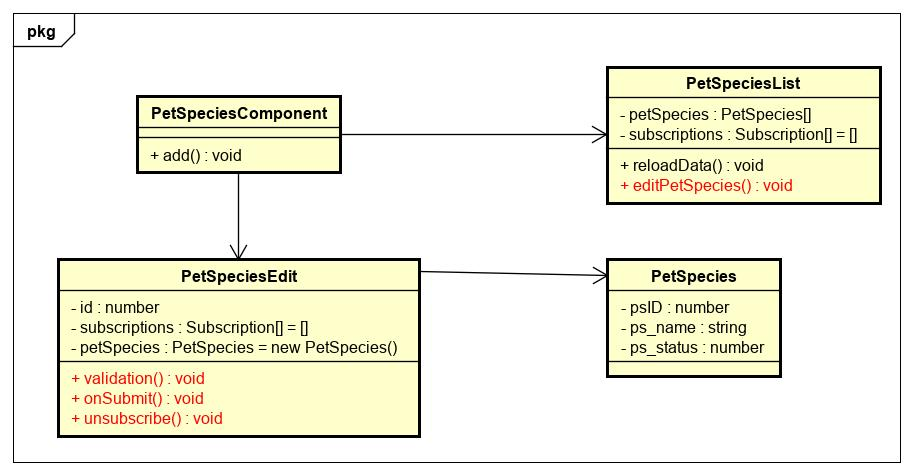 pkg
PetSpeciesComponent
+ add() : void
PetSpeciesList
- petSpecies : PetSpecies[]
- subscriptions : Subscription[] = []
+ reloadData() : void
+ editPetSpecies() : void
PetSpeciesEdit
- id : number
- subscriptions : Subscription[] = []
- petSpecies : PetSpecies = new PetSpecies()
+ validation() : void
+ onSubmit() : void
+ unsubscribe() : void
PetSpecies
- psID : number
- ps_name : string
- ps_status : number